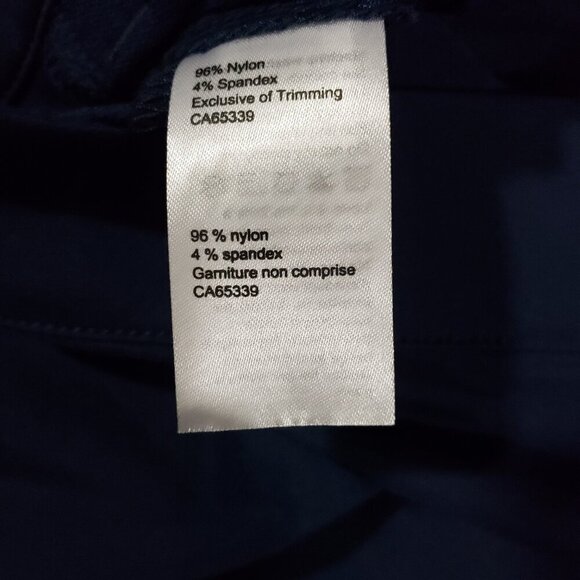 96% Nylon
4% Spandex
Exclusive of Trimming
CA65339
96 % nylon
4 % spandex
Garniture non comprise
CA65339